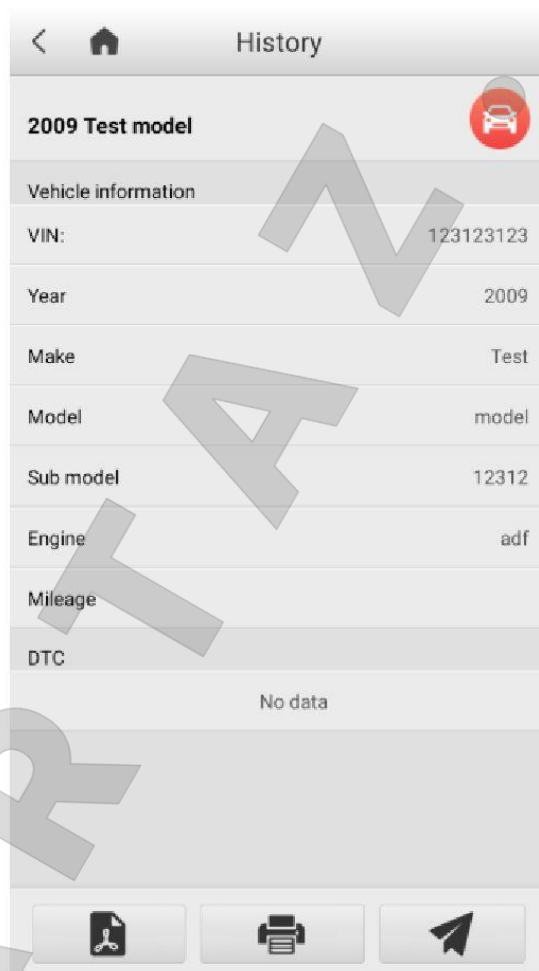 History
2009 Test model
Vehicle information
VIN: 123123123
Year 2009
Make Test
Model model
Sub model 12312
Engine adf
Mileage
DTC
No data
R T A Z